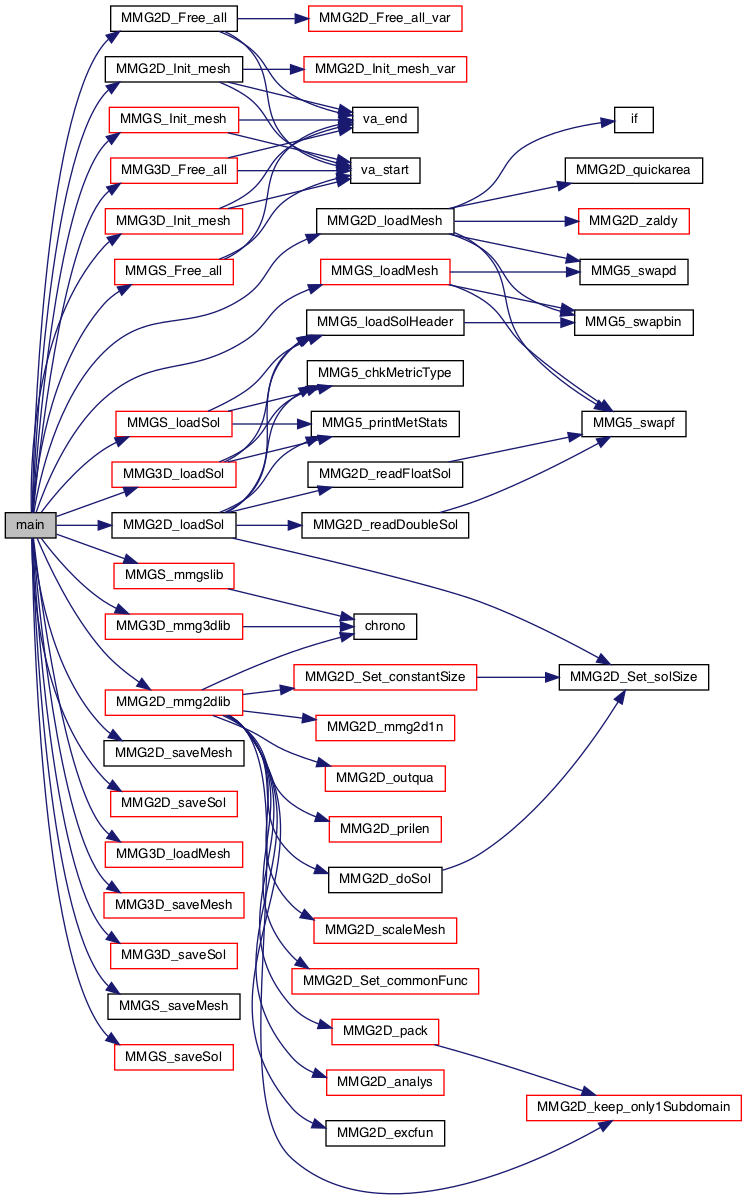 MMG2D_Free_all
MMG2D_Free_all_var
MMG2D_Init_mesh
MMG2D_Init_mesh_var
MMGS_Init_mesh
va_end
if
MMG3D_Free_all
va_start
MMG2D_quickarea
MMG3D_Init_mesh
MMG2D_loadMesh
MMG2D_zaldy
MMGS_Free_all
MMGS_loadMesh
MMG5_swapd
MMG5_loadSolHeader
MMG5_swapbin
MMG5_chkMetricType
MMGS_loadSol
MMG5_printMetStats
MMG5_swapf
MMG3D_loadSol
MMG2D_readFloatSol
main
MMG2D_loadSol
MMG2D_readDoubleSol
MMGS_mmgslib
MMG3D_mmg3dlib
chrono
MMG2D_Set_constantSize
MMG2D_Set_solSize
MMG2D_mmg2dlib
MMG2D_mmg2d1n
MMG2D_saveMesh
MMG2D_outqua
MMG2D_saveSol
MMG2D_prilen
MMG3D_loadMesh
MMG2D_doSol
MMG3D_saveMesh
MMG2D_scaleMesh
MMG3D_saveSol
MMG2D_Set_commonFunc
MMGS_saveMesh
MMG2D_pack
MMGS_saveSol
MMG2D_analys
MMG2D_keep_only1Subdomain
MMG2D_excfun